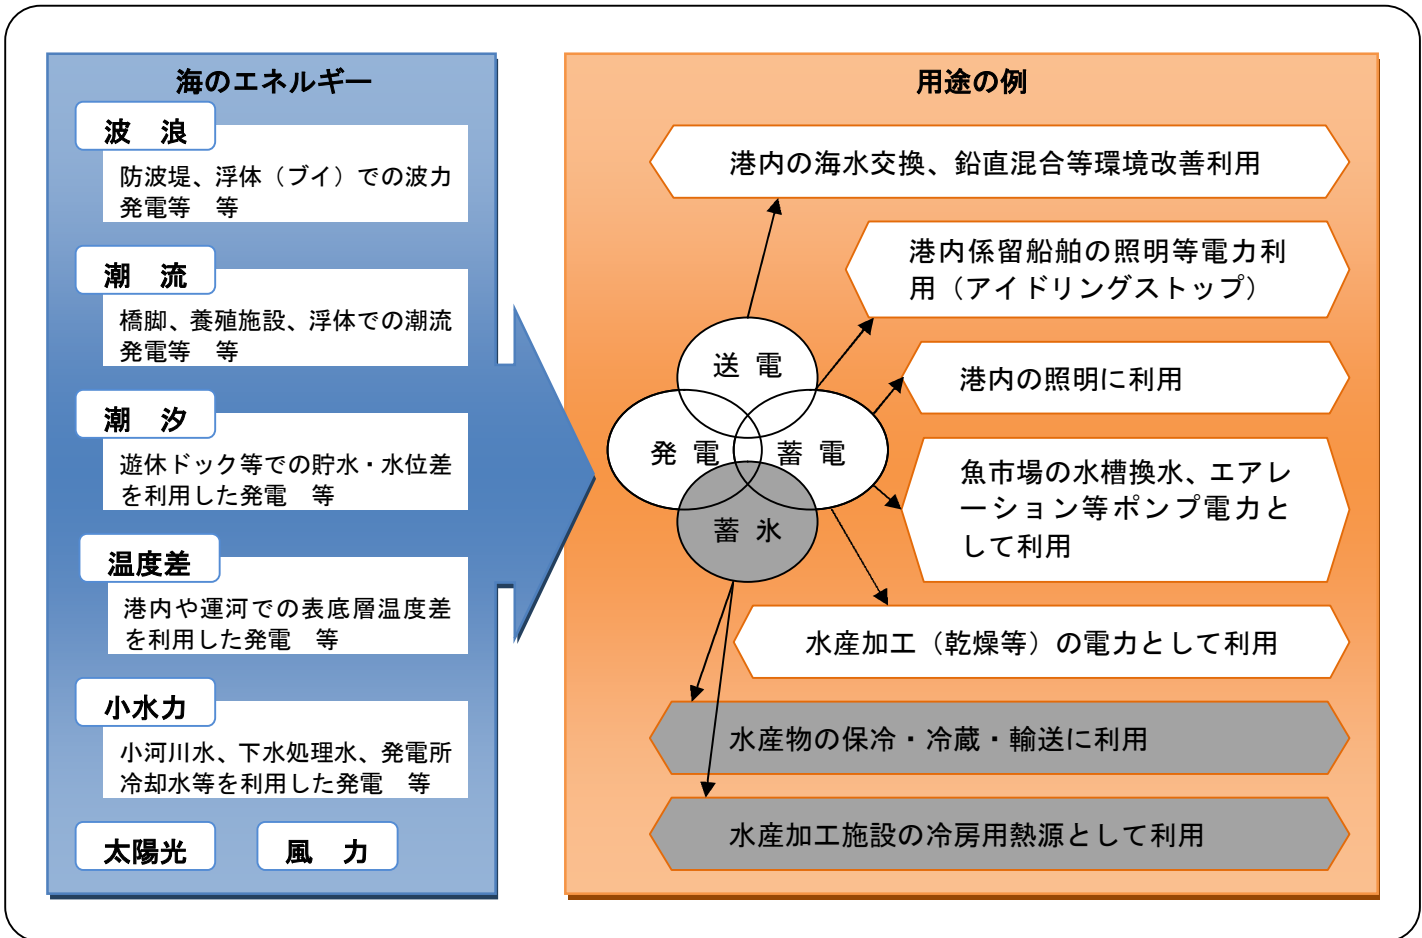 海のエネルギー
波　浪
防波堤、浮体（ブイ）での波力
発電等　等
潮　流
橋脚、養殖施設、浮体での潮流
発電等　等
潮　汐
遊休ドック等での貯水・水位差
を利用した発電　等
温度差
港内や運河での表底層温度差
を利用した発電　等
小水力
小河川水、下水処理水、発電所
冷却水等を利用した発電　等
太陽光
風　力
用途の例
港内の海水交換、鉛直混合等環境改善利用
港内係留船舶の照明等電力利
用（アイドリングストップ）
送 電
港内の照明に利用
発 電
蓄 電
魚市場の水槽換水、エアレ
ーション等ポンプ電力と
して利用
蓄 氷
水産加工（乾燥等）の電力として利用
水産物の保冷・冷蔵・輸送に利用
水産加工施設の冷房用熱源として利用